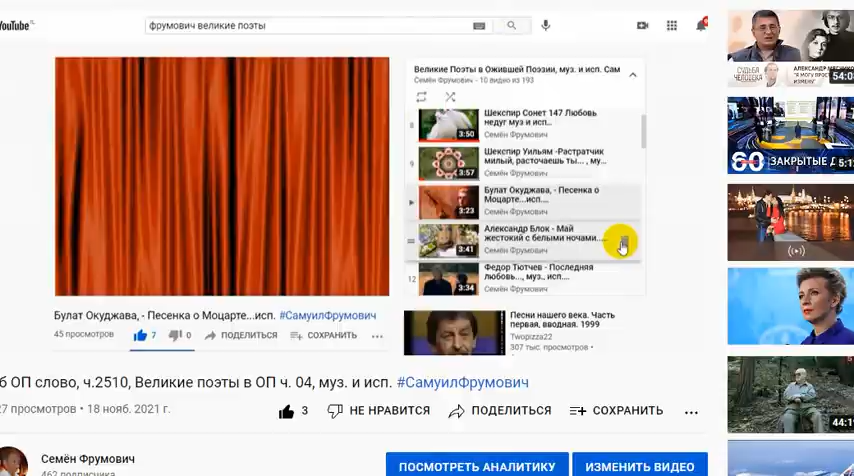 YouTube
фрумович великие поэты
Великие Поэты в Ожившей Поэзии, муз. и исп. Сам
Семён Фрумович - 10 видео из 193
8
Шекспир Сонет 147 Любовь
недуг муз и исп...
Семён Фрумович
3:50
9
Шекспир Уильям -Растратчик
милый, расточаешь ты... , му...
Семён Фрумович
3:57
Булат Окуджава, - Песенка о
Моцарте...исп....
Семён Фрумович
3:23
Александр Блок - Май
жестокий с белыми ночами....
Семён Фрумович
3:41
12
Федор Тютчев - Последняя
любовь..., муз., исп....
Семён Фрумович
3:34
Булат Окуджава, - Песенка о Моцарте...исп. #СамуилФрумович
45 просмотров
7
0
ПОДЕЛИТЬСЯ
СОХРАНИТЬ
Песни нашего века. Часть
первая, вводная. 1999
Twopizza22
307 тыс. просмотров •
б ОП слово, ч.2510, Великие поэты в ОП ч. 04, муз. и исп. #СамуилФрумович
27 просмотров • 18 нояб. 2021 г.
3
НЕ НРАВИТСЯ
ПОДЕЛИТЬСЯ
СОХРАНИТЬ
Семён Фрумович
462 подписчика
ПОСМОТРЕТЬ АНАЛИТИКУ
ИЗМЕНИТЬ ВИДЕО
СУДЬБА
ЧЕЛОВЕКА
АЛЕКСАНДР МЯСНИКОВ
54:0
60
ЗАКРЫТЫЕ Д
5:1
44:1